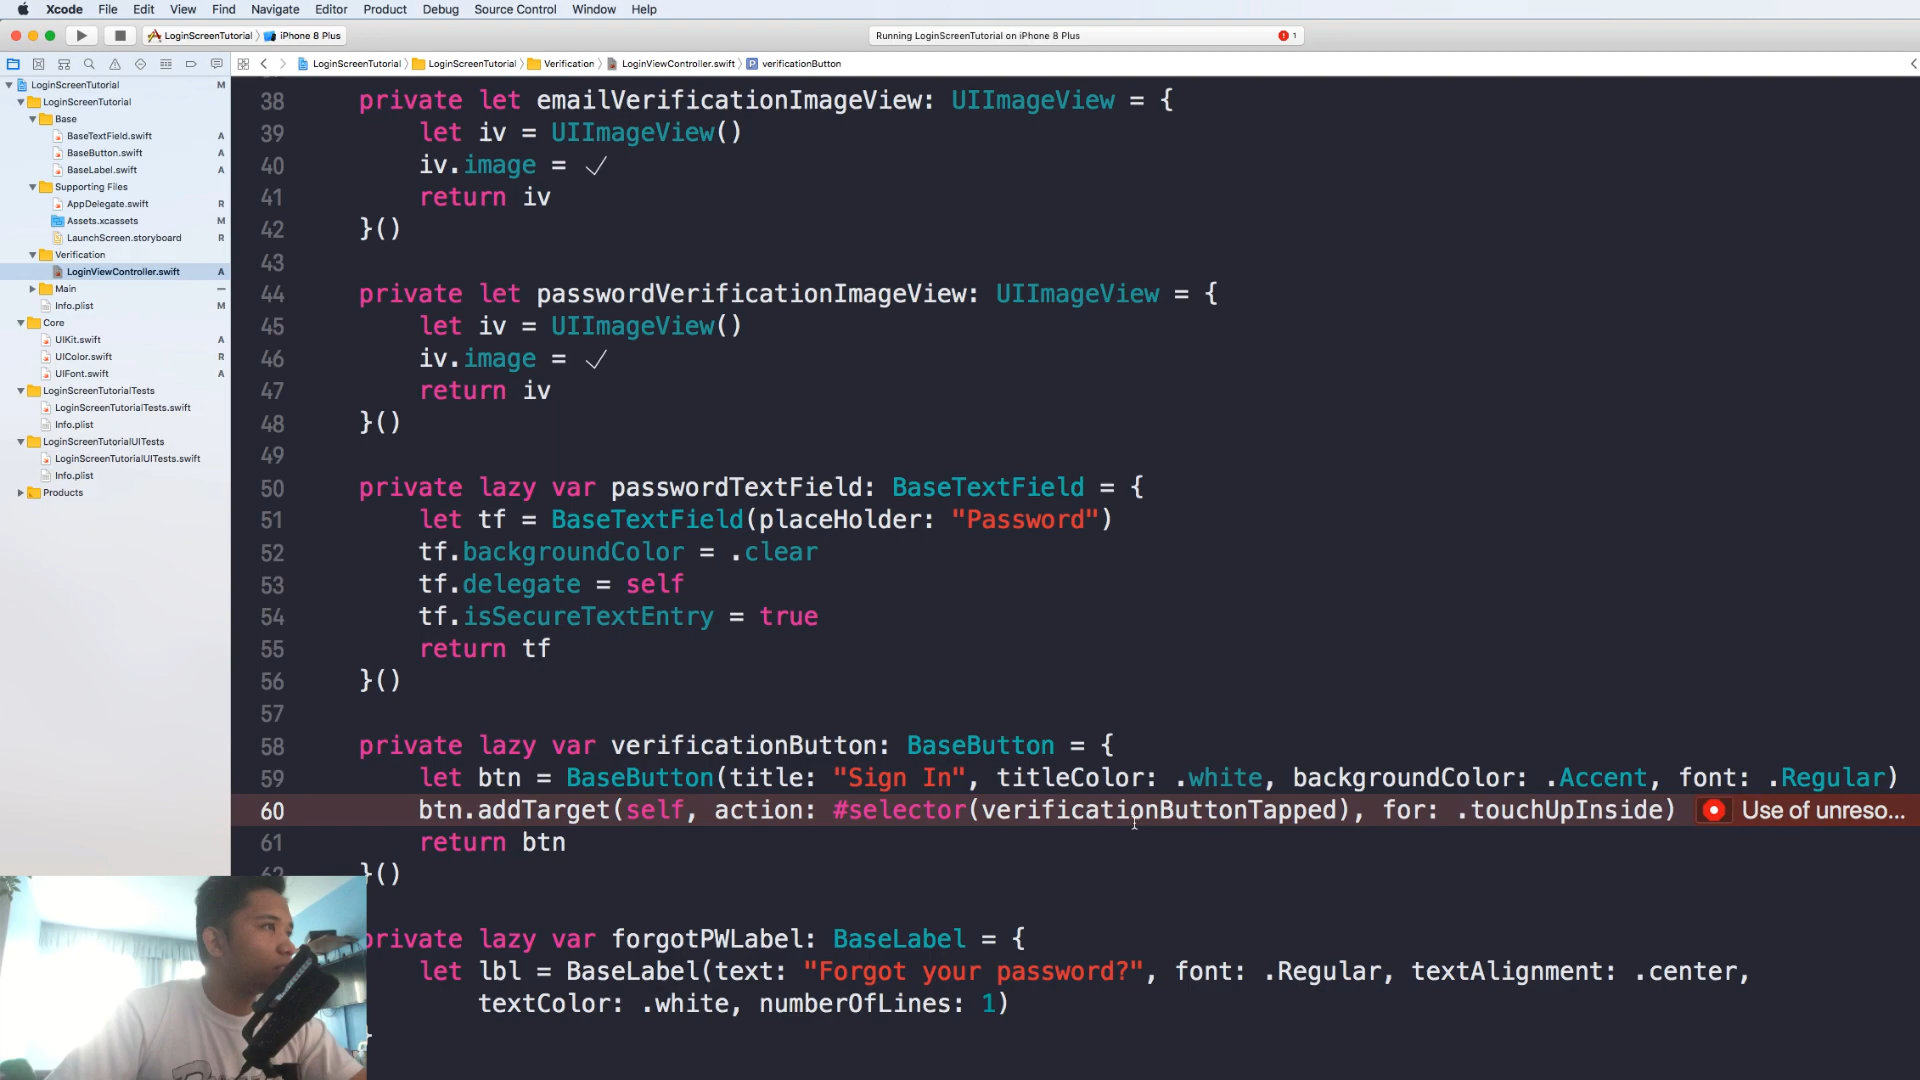 Xcode File Edit View Find Navigate Editor Product Debug Source Control Window Help
LoginScreenTutorial iPhone 8 Plus
Running LoginScreenTutorial on iPhone 8 Plus
1
LoginScreenTutorial LoginScreenTutorial Verification LoginViewController.swift P verificationButton
LoginScreenTutorial M
LoginScreenTutorial
Base
BaseTextField.swift A
BaseButton.swift A
BaseLabel.swift A
Supporting Files
AppDelegate.swift R
Assets.xcassets M
LaunchScreen.storyboard R
Verification
LoginViewController.swift A
Main
Info.plist M
Core
UIKit.swift A
UIColor.swift R
UIFont.swift A
LoginScreenTutorialTests
LoginScreenTutorialTests.swift
Info.plist
LoginScreenTutorialUITests
LoginScreenTutorialUITests.swift
Info.plist
Products
38 private let emailVerificationImageView: UIImageView = {
39 let iv = UIImageView()
40 iv.image = ✓
41 return iv
42 }()
43
44 private let passwordVerificationImageView: UIImageView = {
45 let iv = UIImageView()
46 iv.image = ✓
47 return iv
48 }()
49
50 private lazy var passwordTextField: BaseTextField = {
51 let tf = BaseTextField(placeHolder: "Password")
52 tf.backgroundColor = .clear
53 tf.delegate = self
54 tf.isSecureTextEntry = true
55 return tf
56 }()
57
58 private lazy var verificationButton: BaseButton = {
59 let btn = BaseButton(title: "Sign In", titleColor: .white, backgroundColor: .Accent, font: .Regular)
60 btn.addTarget(self, action: #selector(verificationButtonTapped), for: .touchUpInside) Use of unreso...
61 return btn
62 }()
private lazy var forgotPWLabel: BaseLabel = {
let lbl = BaseLabel(text: "Forgot your password?", font: .Regular, textAlignment: .center,
textColor: .white, numberOfLines: 1)
}